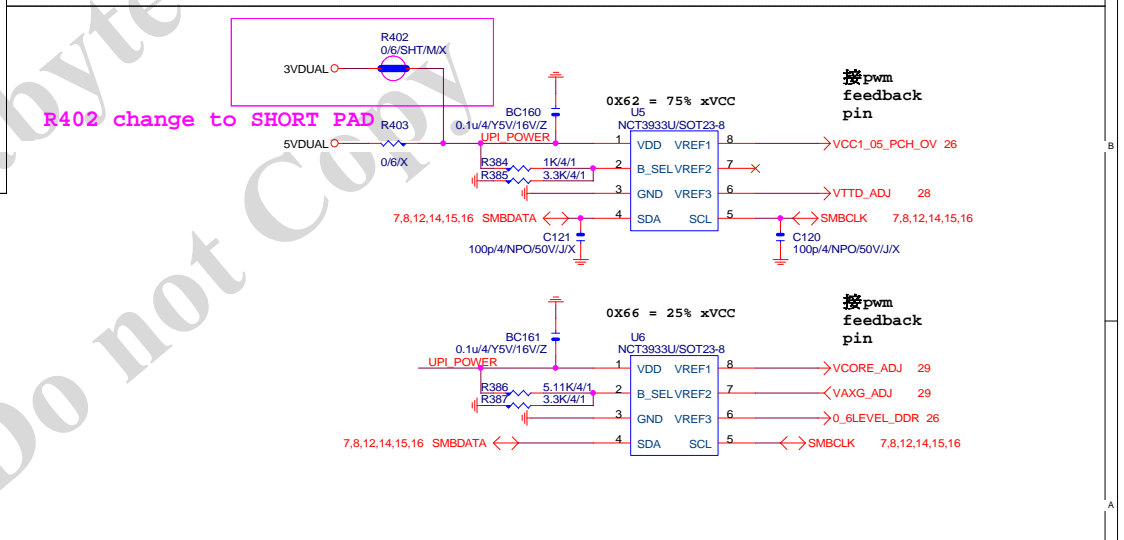 R402
0/6/SHT/M/X
3VDUAL
R402 change to SHORT PAD
R403
5VDUAL
0/6/X
BC160
0.1u/4/Y5V/16V/Z
UPI_POWER
R384 1K/4/1
R385 3.3K/4/1
0X62 = 75% xVCC
U5
NCT3933U/SOT23-8
1 VDD VREF1 8
2 B_SEL VREF2 7
3 GND VREF3 6
4 SDA SCL 5
接pwm
feedback
pin
VCC1_05_PCH_OV 26
VTTD_ADJ 28
7,8,12,14,15,16 SMBDATA
SMBCLK 7,8,12,14,15,16
C121
100p/4/NPO/50V/J/X
C120
100p/4/NPO/50V/J/X
B
BC161
0.1u/4/Y5V/16V/Z
UPI_POWER
R386 5.11K/4/1
R387 3.3K/4/1
0X66 = 25% xVCC
U6
NCT3933U/SOT23-8
1 VDD VREF1 8
2 B_SEL VREF2 7
3 GND VREF3 6
4 SDA SCL 5
接pwm
feedback
pin
VCORE_ADJ 29
VAXG_ADJ 29
0_6LEVEL_DDR 26
7,8,12,14,15,16 SMBDATA
SMBCLK 7,8,12,14,15,16
A
Do not Copy